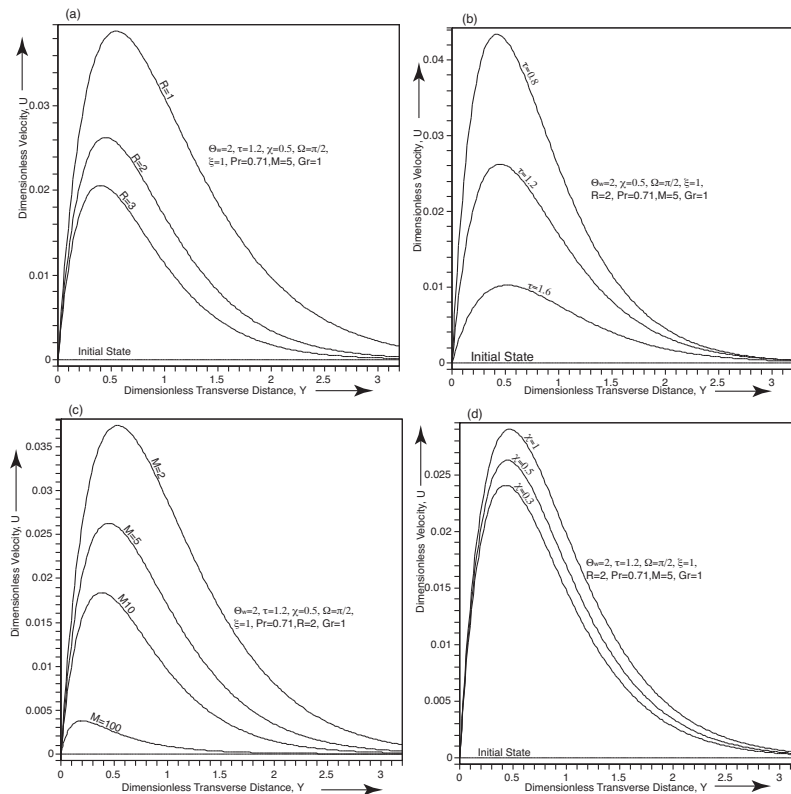 (a)
Dimensionless Velocity, U
0.03
0.02
0.01
0
R=1
R=2
R=3
Θw=2, τ=1.2, χ=0.5, Ω=π/2,
ξ=1, Pr=0.71,M=5, Gr=1
Initial State
0 0.5 1 1.5 2 2.5 3
Dimensionless Transverse Distance, Y
(b)
Dimensionless Velocity, U
0.04
0.03
0.02
0.01
0
τ=0.8
τ=1.2
τ=1.6
Θw=2, χ=0.5, Ω=π/2, ξ=1,
R=2, Pr=0.71,M=5, Gr=1
Initial State
0 0.5 1 1.5 2 2.5 3
Dimensionless Transverse Distance, Y
(c)
Dimensionless Velocity, U
0.035
0.03
0.025
0.02
0.015
0.01
0.005
0
M=2
M=5
M10
M=100
Θw=2, τ=1.2, χ=0.5, Ω=π/2,
ξ=1, Pr=0.71,R=2, Gr=1
0 0.5 1 1.5 2 2.5 3
Dimensionless Transverse Distance, Y
(d)
Dimensionless Velocity, U
0.025
0.02
0.015
0.01
0.005
0
χ=1
χ=0.5
χ=0.3
Θw=2, τ=1.2, Ω=π/2, ξ=1,
R=2, Pr=0.71,M=5, Gr=1
Initial State
0 0.5 1 1.5 2 2.5 3
Dimensionless Transverse Distance, Y